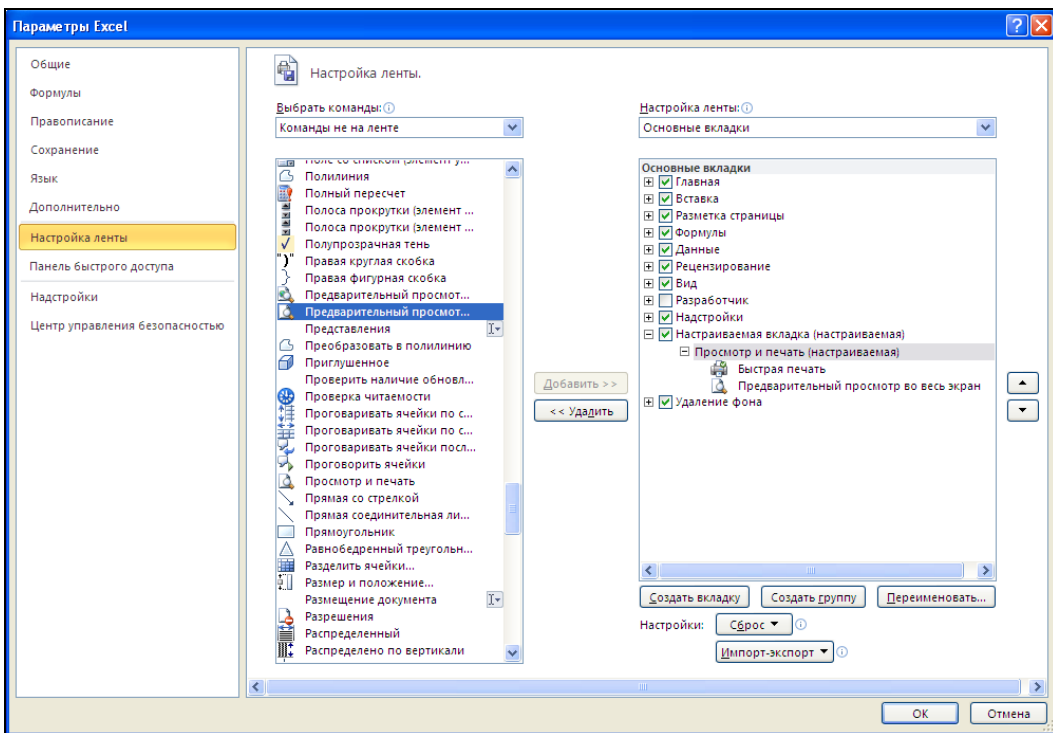 Параметры Excel
Общие
Формулы
Правописание
Сохранение
Язык
Дополнительно
Настройка ленты
Панель быстрого доступа
Надстройки
Центр управления безопасностью
Настройка ленты.
Выбрать команды:
Команды не на ленте
Поле со списком (элемент у...
Полилиния
Полный пересчет
Полоса прокрутки (элемент ...
Полоса прокрутки (элемент ...
Полупрозрачная тень
Правая круглая скобка
Правая фигурная скобка
Предварительный просмот...
Предварительный просмот...
Представления
Преобразовать в полилинию
Приглушенное
Проверить наличие обновл...
Проверка читаемости
Проговаривать ячейки по с...
Проговаривать ячейки по с...
Проговаривать ячейки посл...
Проговорить ячейки
Просмотр и печать
Прямая со стрелкой
Прямая соединительная ли...
Прямоугольник
Равнобедренный треугольн...
Разделить ячейки...
Размер и положение...
Размещение документа
Разрешения
Распределенный
Распределено по вертикали
Добавить >>
<< Удалить
Настройка ленты:
Основные вкладки
Основные вкладки
Главная
Вставка
Разметка страницы
Формулы
Данные
Рецензирование
Вид
Разработчик
Надстройки
Настраиваемая вкладка (настраиваемая)
Просмотр и печать (настраиваемая)
Быстрая печать
Предварительный просмотр во весь экран
Удаление фона
Создать вкладку
Создать группу
Переименовать...
Настройки:
Сброс
Импорт-экспорт
ОК
Отмена